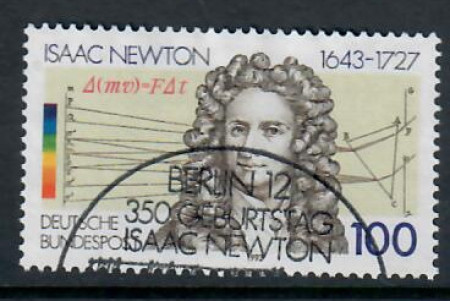 ISAAC NEWTON 1643-1727
Δ(mv)=FΔt
BERLIN 12
350 GEBURTSTAG
ISAAC NEWTON
DEUTSCHE
BUNDESPOST
100